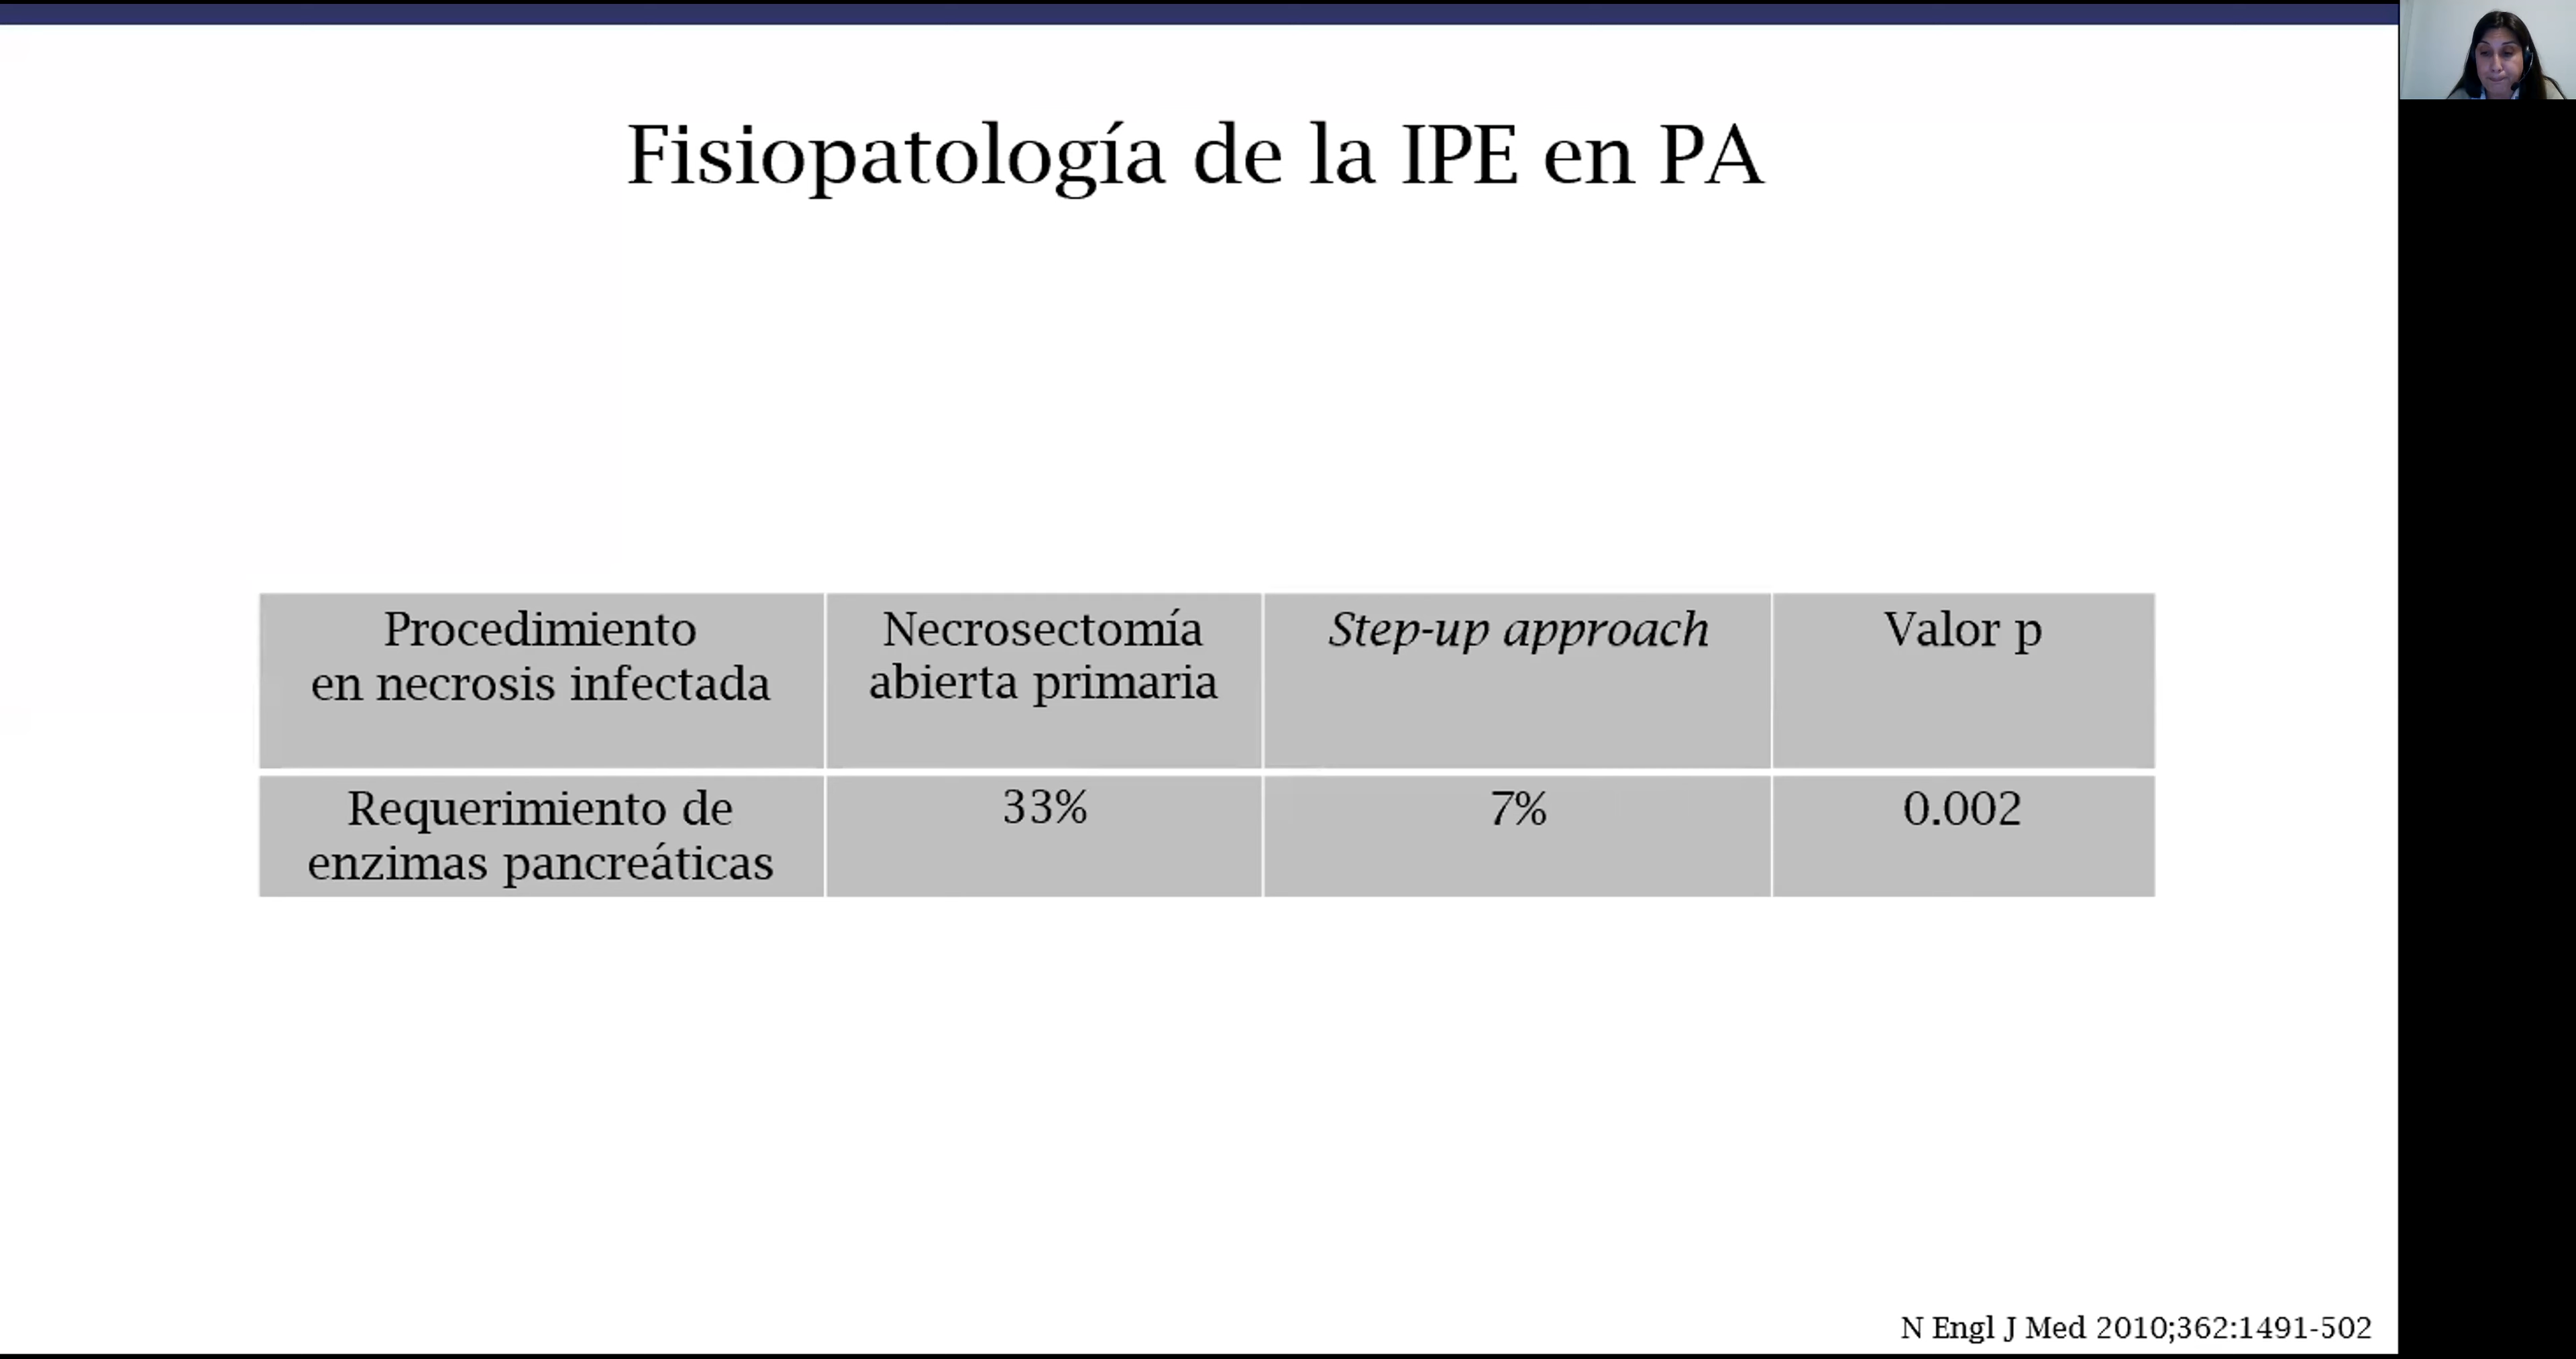 Fisiopatología de la IPE en PA
Procedimiento
en necrosis infectada
Necrosectomía
abierta primaria
Step-up approach
Valor p
Requerimiento de
enzimas pancreáticas
33%
7%
0.002
N Engl J Med 2010;362:1491-502